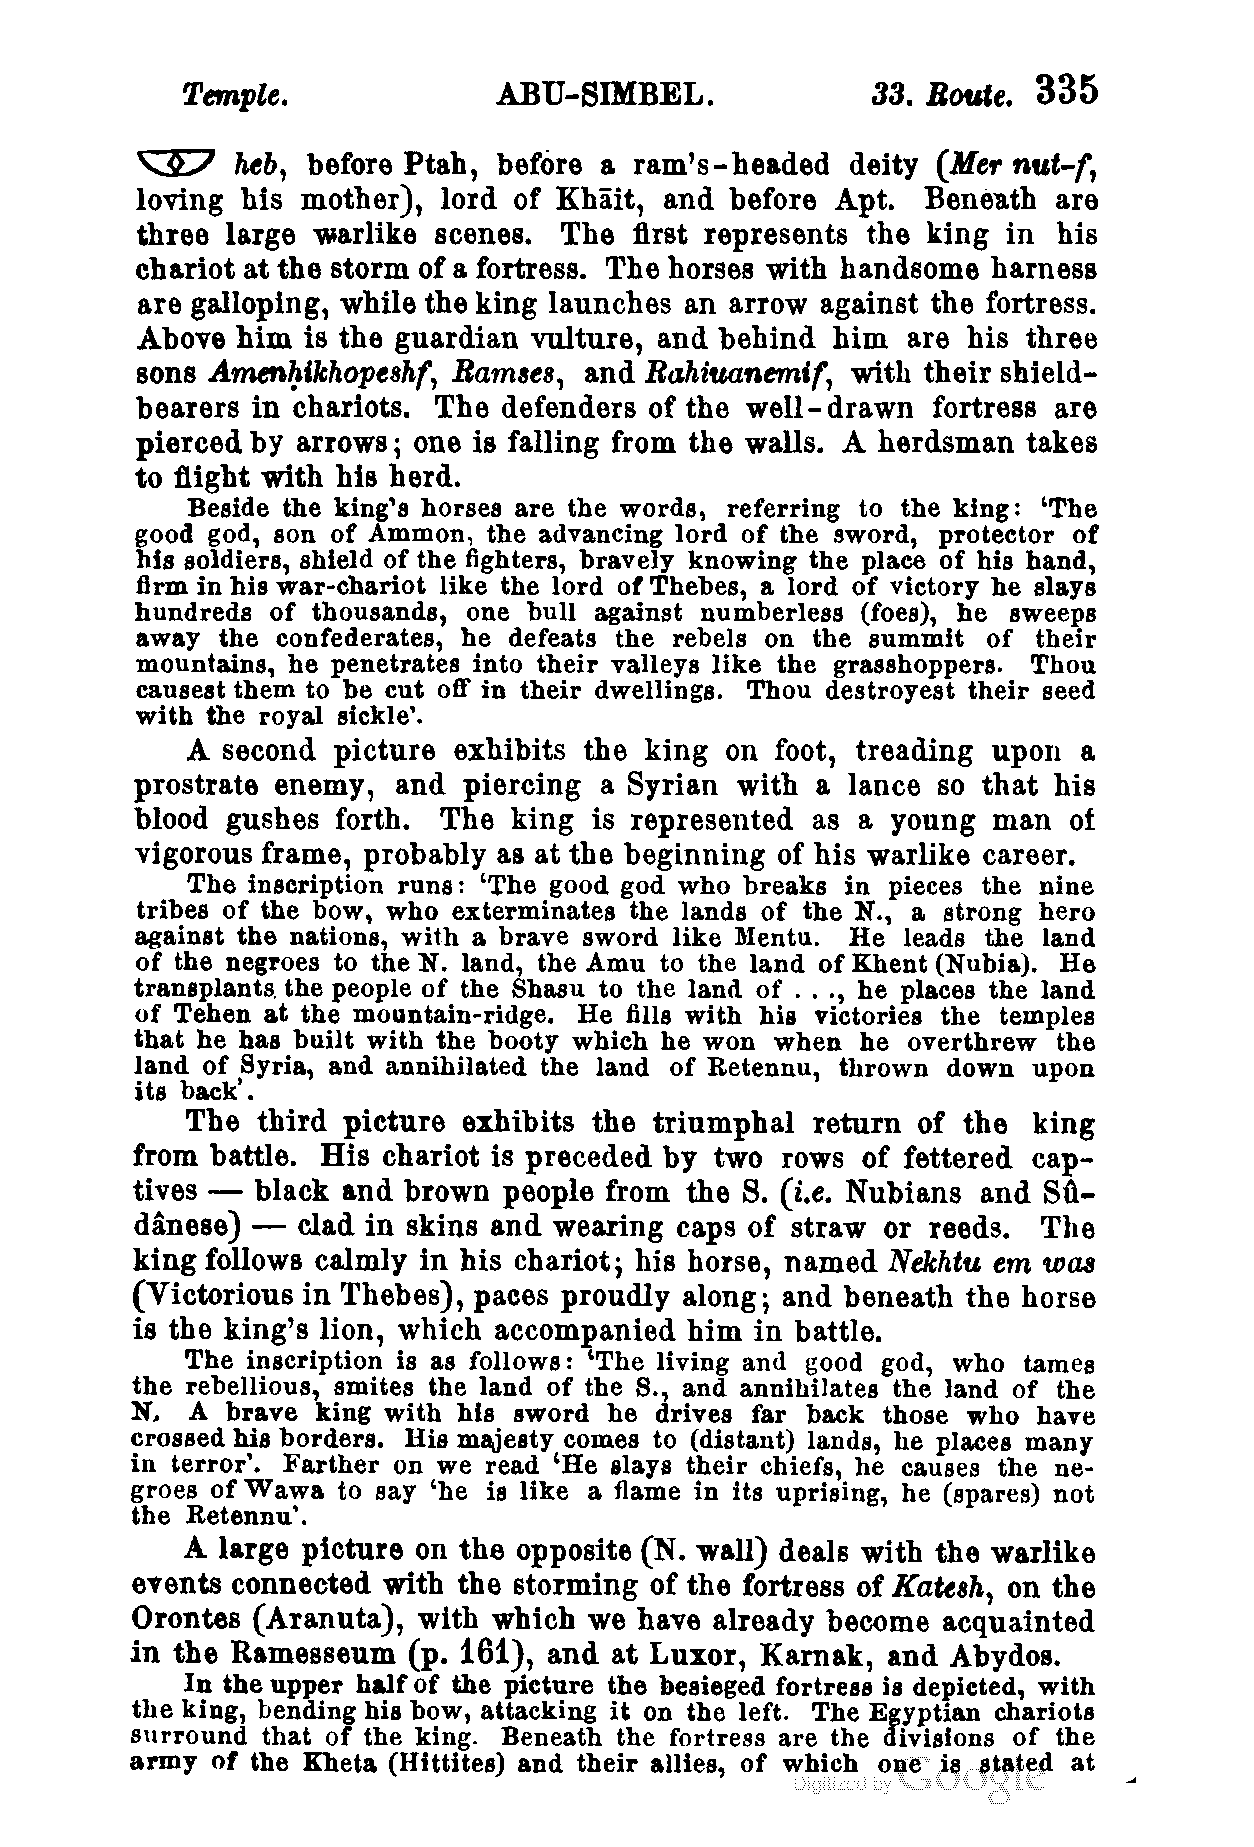 Temple. ABU-SIMBEL. 33. Route. 335
heb, before Ptah, before a ram's-headed deity (Mer nut-f,
loving his mother), lord of Khāit, and before Apt. Beneath are
three large warlike scenes. The first represents the king in his
chariot at the storm of a fortress. The horses with handsome harness
are galloping, while the king launches an arrow against the fortress.
Above him is the guardian vulture, and behind him are his three
sons Amenḥikhopeshf, Ramses, and Rahiuanemif, with their shield-
bearers in chariots. The defenders of the well-drawn fortress are
pierced by arrows; one is falling from the walls. A herdsman takes
to flight with his herd.
Beside the king's horses are the words, referring to the king: 'The
good god, son of Ammon, the advancing lord of the sword, protector of
his soldiers, shield of the fighters, bravely knowing the place of his hand,
firm in his war-chariot like the lord of Thebes, a lord of victory he slays
hundreds of thousands, one bull against numberless (foes), he sweeps
away the confederates, he defeats the rebels on the summit of their
mountains, he penetrates into their valleys like the grasshoppers. Thou
causest them to be cut off in their dwellings. Thou destroyest their seed
with the royal sickle'.
A second picture exhibits the king on foot, treading upon a
prostrate enemy, and piercing a Syrian with a lance so that his
blood gushes forth. The king is represented as a young man of
vigorous frame, probably as at the beginning of his warlike career.
The inscription runs: 'The good god who breaks in pieces the nine
tribes of the bow, who exterminates the lands of the N., a strong hero
against the nations, with a brave sword like Mentu. He leads the land
of the negroes to the N. land, the Amu to the land of Khent (Nubia). He
transplants the people of the Shasu to the land of . . ., he places the land
of Tehen at the mountain-ridge. He fills with his victories the temples
that he has built with the booty which he won when he overthrew the
land of Syria, and annihilated the land of Retennu, thrown down upon
its back'.
The third picture exhibits the triumphal return of the king
from battle. His chariot is preceded by two rows of fettered cap-
tives — black and brown people from the S. (i.e. Nubians and Sû-
dânese) — clad in skins and wearing caps of straw or reeds. The
king follows calmly in his chariot; his horse, named Nekhtu em was
(Victorious in Thebes), paces proudly along; and beneath the horse
is the king's lion, which accompanied him in battle.
The inscription is as follows: 'The living and good god, who tames
the rebellious, smites the land of the S., and annihilates the land of the
N. A brave king with his sword he drives far back those who have
crossed his borders. His majesty comes to (distant) lands, he places many
in terror'. Farther on we read 'He slays their chiefs, he causes the ne-
groes of Wawa to say 'he is like a flame in its uprising, he (spares) not
the Retennu'.
A large picture on the opposite (N. wall) deals with the warlike
events connected with the storming of the fortress of Katesh, on the
Orontes (Aranuta), with which we have already become acquainted
in the Ramesseum (p. 161), and at Luxor, Karnak, and Abydos.
In the upper half of the picture the besieged fortress is depicted, with
the king, bending his bow, attacking it on the left. The Egyptian chariots
surround that of the king. Beneath the fortress are the divisions of the
army of the Kheta (Hittites) and their allies, of which one is stated at
Digitized by Google